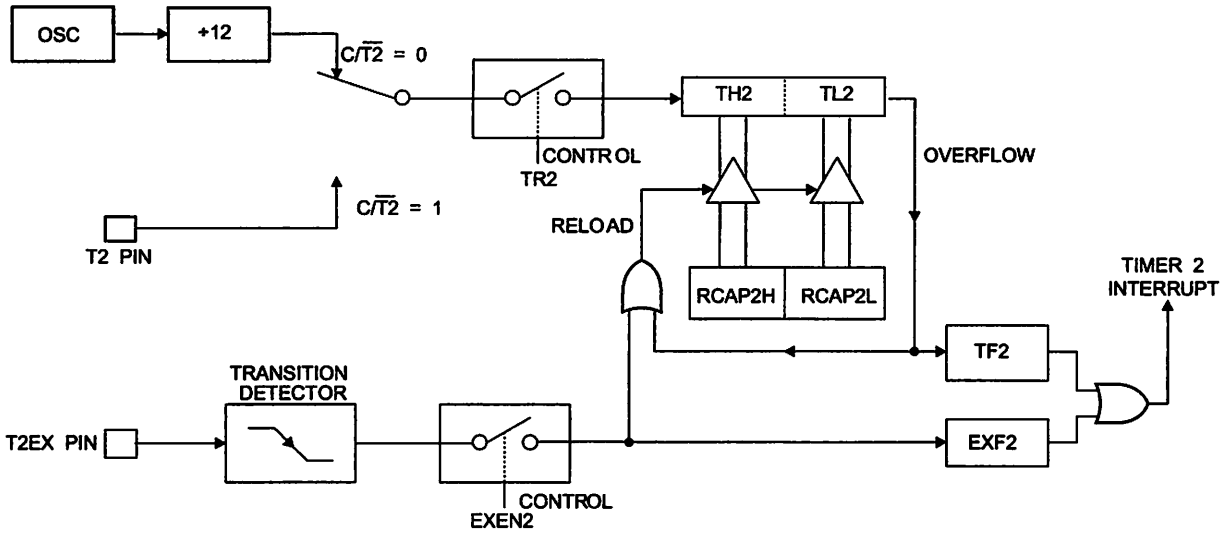 OSC
+12
C/T2 = 0
TH2
TL2
CONTROL
TR2
OVERFLOW
C/T2 = 1
T2 PIN
RELOAD
RCAP2H
RCAP2L
TIMER 2
INTERRUPT
TF2
TRANSITION
DETECTOR
T2EX PIN
EXF2
CONTROL
EXEN2